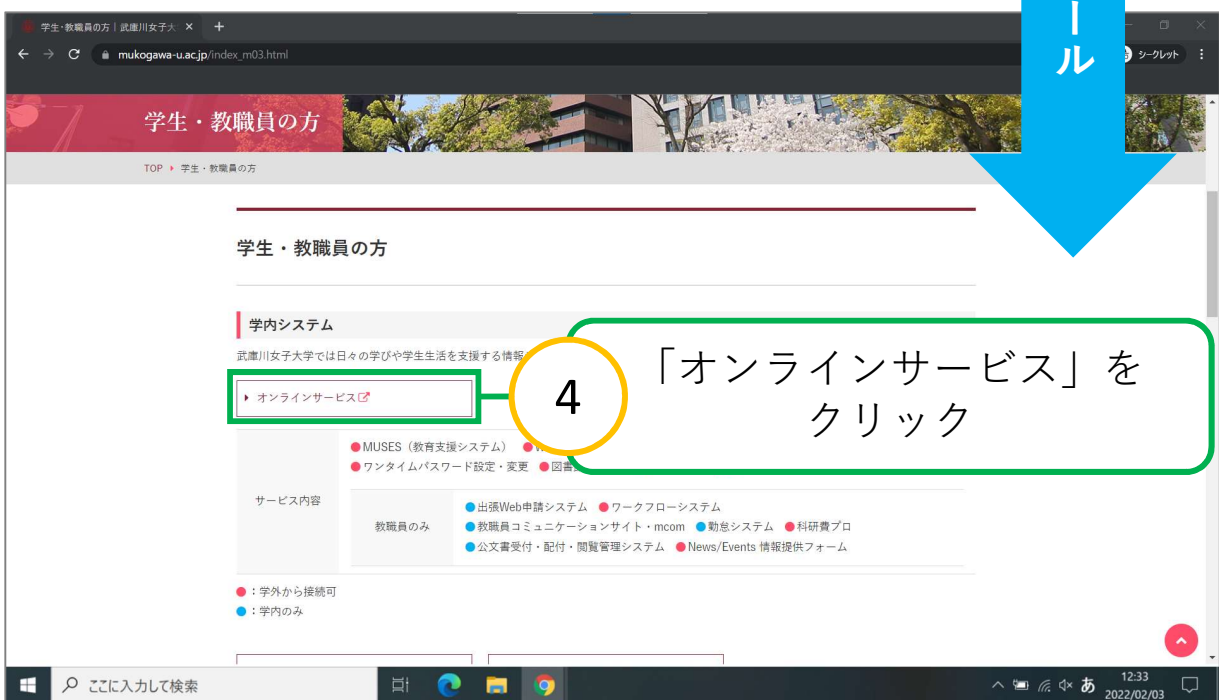 学生・教職員の方 | 武庫川女子大
mukogawa-u.ac.jp/index_m03.html
シークレット
ール
学生・教職員の方
TOP 学生・教職員の方
学生・教職員の方
学内システム
武庫川女子大学では日々の学びや学生生活を支援する情報
オンラインサービス
4
「オンラインサービス」を
クリック
●MUSES（教育支援システム）
●ワンタイムパスワード設定・変更 ●図書
サービス内容
教職員のみ
●出張Web申請システム ●ワークフローシステム
●教職員コミュニケーションサイト・mcom ●勤怠システム ●科研費プロ
●公文書受付・配付・閲覧管理システム ●News/Events 情報提供フォーム
●：学外から接続可
●：学内のみ
ここに入力して検索
あ
12:33
2022/02/03